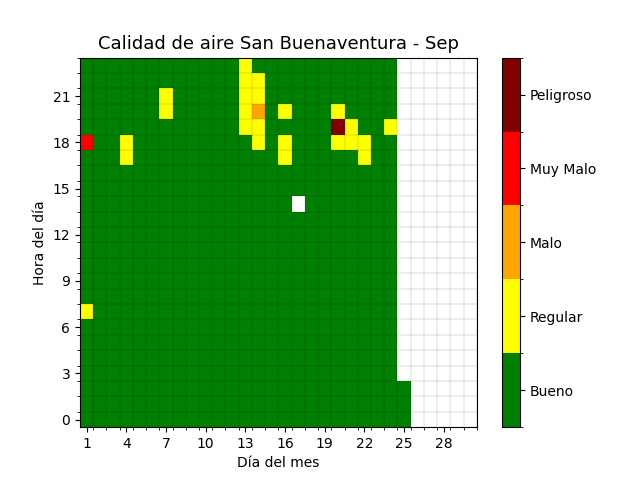 Calidad de aire San Buenaventura - Sep
Hora del día
21
18
15
12
9
6
3
0
1 4 7 10 13 16 19 22 25 28
Día del mes
Peligroso
Muy Malo
Malo
Regular
Bueno